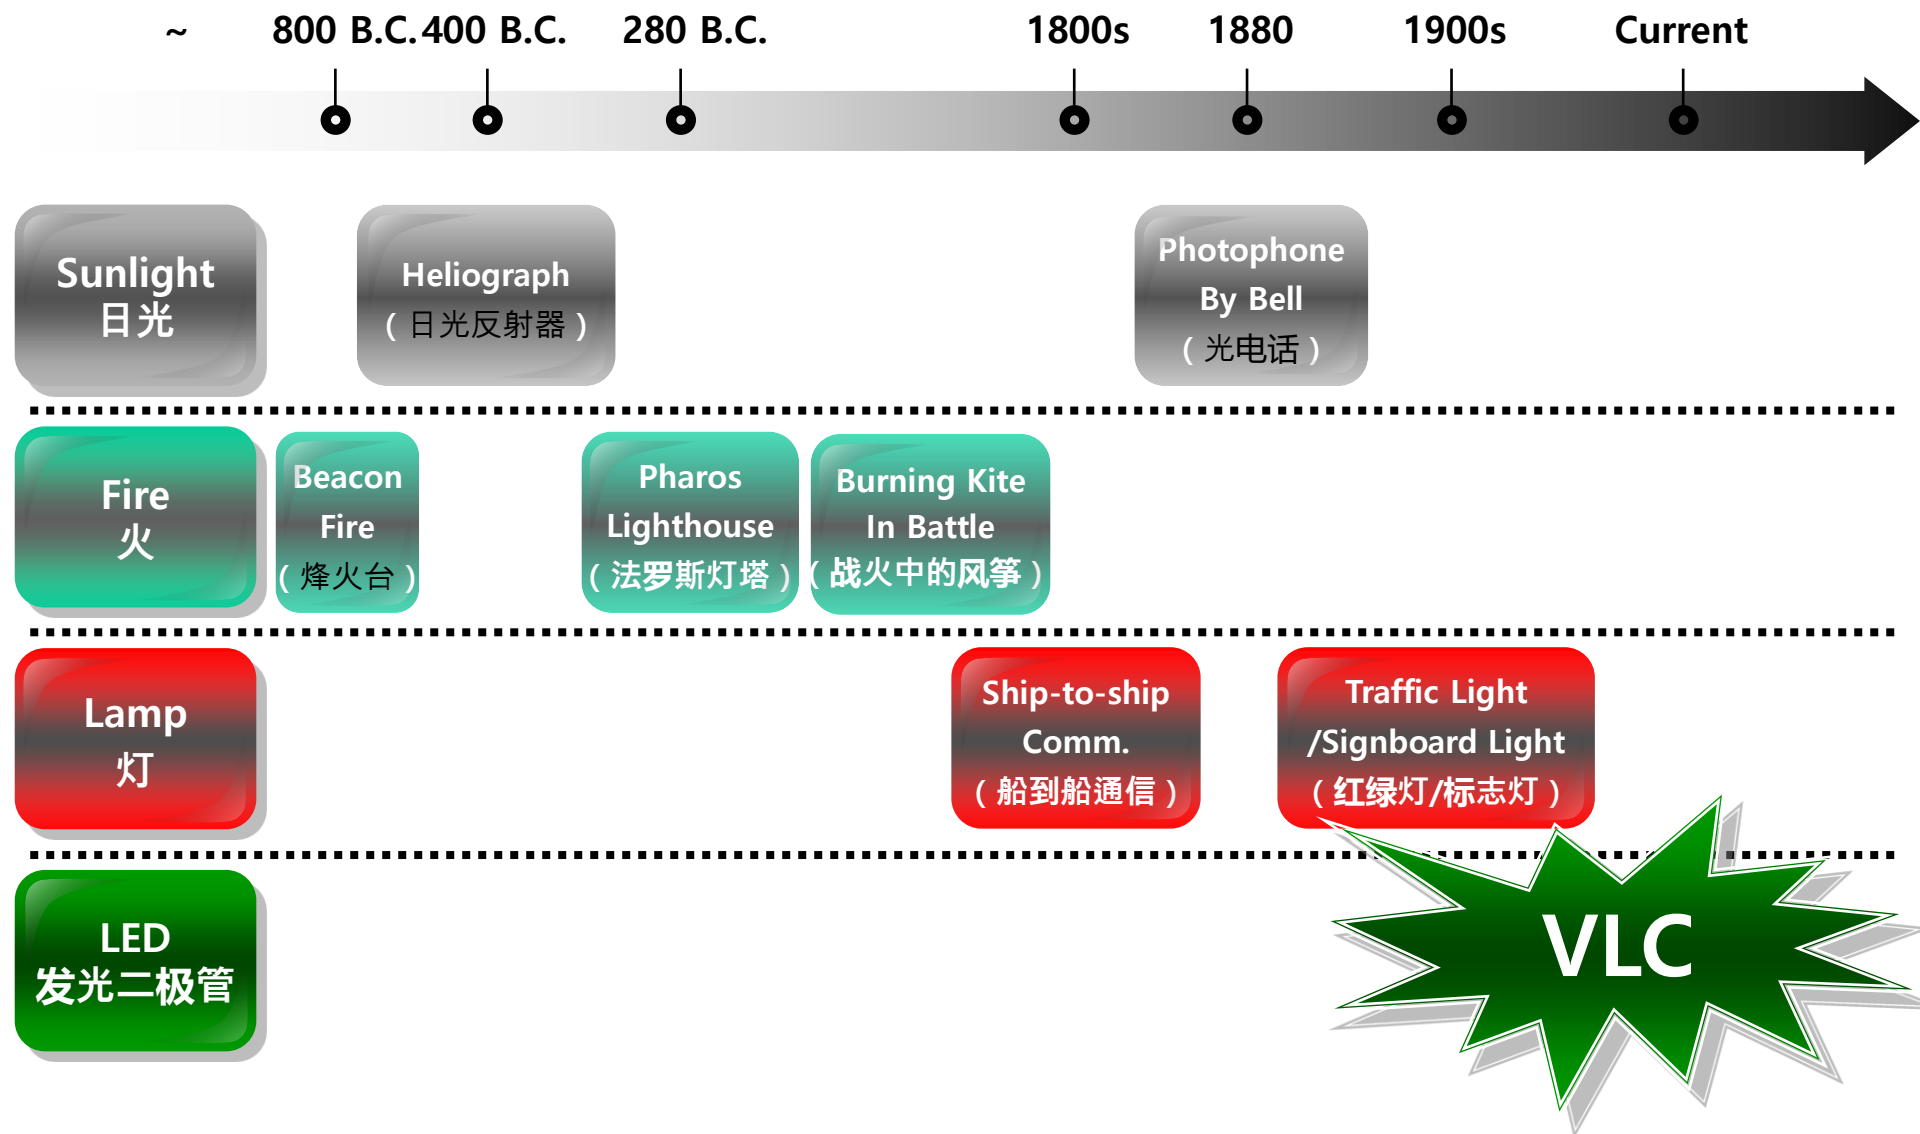 ~
800 B.C.
400 B.C.
280 B.C.
1800s
1880
1900s
Current
Sunlight
日光
Heliograph
（日光反射器）
Photophone
By Bell
（光电话）
Fire
火
Beacon
Fire
（烽火台）
Pharos
Lighthouse
（法罗斯灯塔）
Burning Kite
In Battle
（战火中的风筝）
Lamp
灯
Ship-to-ship
Comm.
（船到船通信）
Traffic Light
/Signboard Light
（红绿灯/标志灯）
LED
发光二极管
VLC